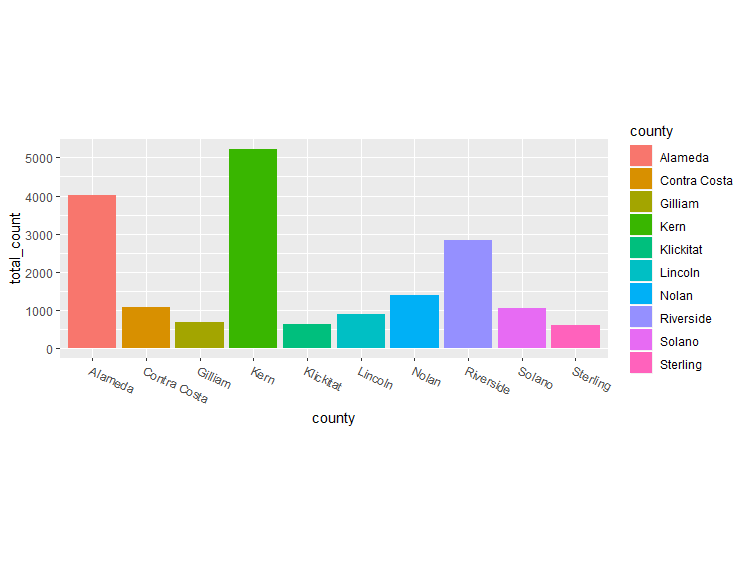 total_count
5000
4000
3000
2000
1000
0
Alameda
Contra Costa
Gilliam
Kern
Klickitat
Lincoln
Nolan
Riverside
Solano
Sterling
county
county
Alameda
Contra Costa
Gilliam
Kern
Klickitat
Lincoln
Nolan
Riverside
Solano
Sterling